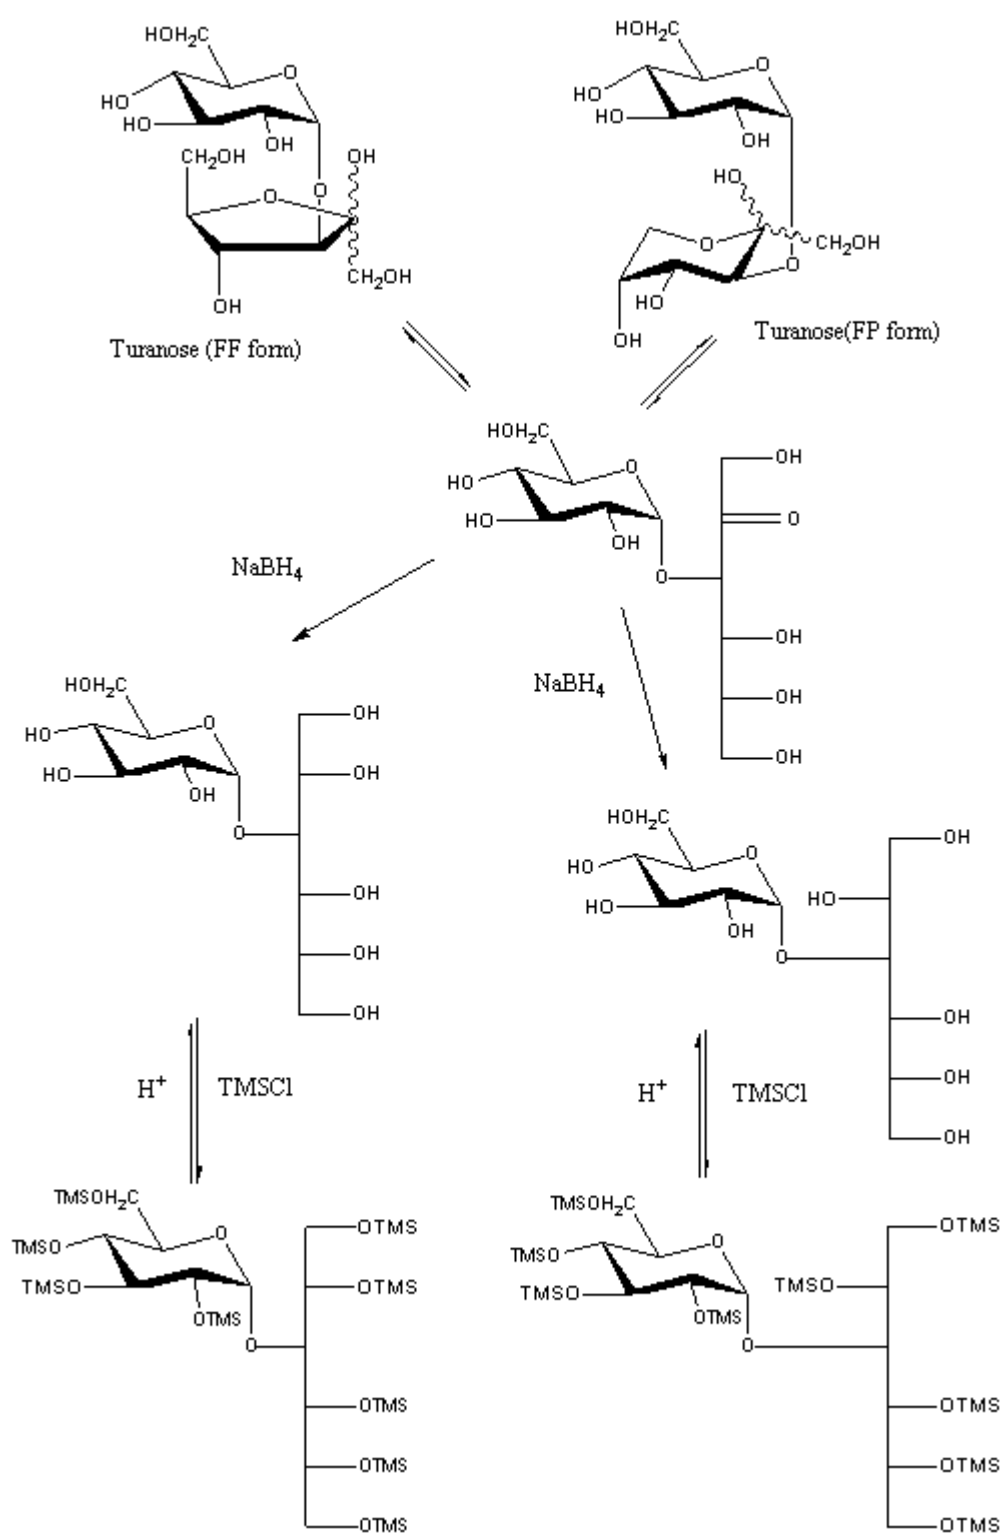 HOH₂C
O
HO
HO
OH
CH₂OH
OH
O
O
CH₂OH
OH
Turanose (FF form)
HOH₂C
O
HO
HO
OH
HO
O
CH₂OH
O
HO
OH
Turanose(FP form)
HOH₂C
O
HO
HO
OH
O
OH
O
OH
OH
OH
NaBH₄
NaBH₄
HOH₂C
O
HO
HO
OH
O
OH
OH
OH
OH
OH
HOH₂C
O
HO
HO
OH
O
OH
HO
OH
OH
OH
H⁺
TMSCl
H⁺
TMSCl
TMSOH₂C
O
TMSO
TMSO
OTMS
O
OTMS
OTMS
OTMS
OTMS
OTMS
TMSOH₂C
O
TMSO
TMSO
OTMS
O
OTMS
TMSO
OTMS
OTMS
OTMS